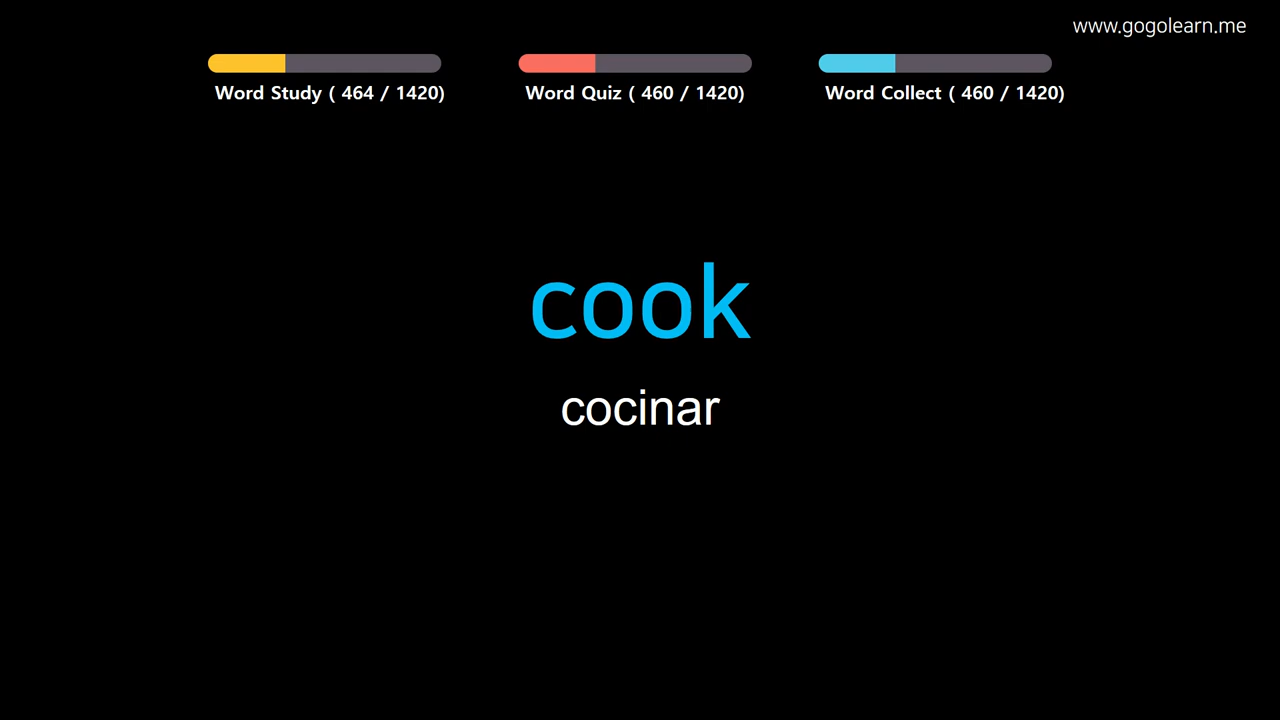 www.gogolearn.me
Word Study ( 464 / 1420)
Word Quiz ( 460 / 1420)
Word Collect ( 460 / 1420)
cook
cocinar